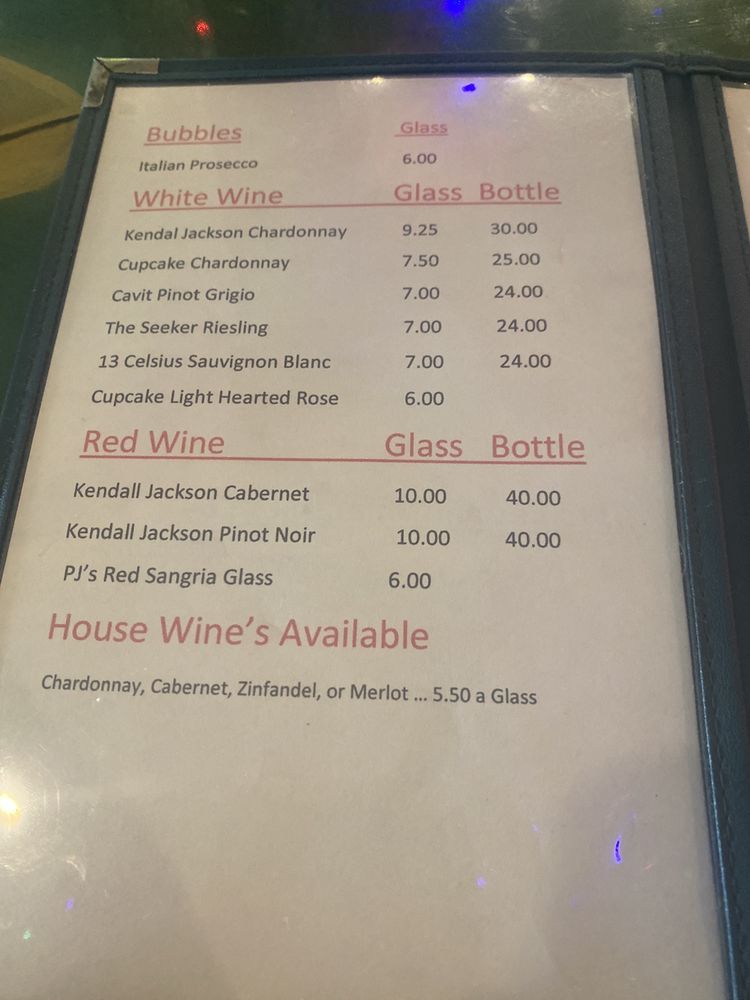 Bubbles Glass
Italian Prosecco 6.00
White Wine Glass Bottle
Kendal Jackson Chardonnay 9.25 30.00
Cupcake Chardonnay 7.50 25.00
Cavit Pinot Grigio 7.00 24.00
The Seeker Riesling 7.00 24.00
13 Celsius Sauvignon Blanc 7.00 24.00
Cupcake Light Hearted Rose 6.00
Red Wine Glass Bottle
Kendall Jackson Cabernet 10.00 40.00
Kendall Jackson Pinot Noir 10.00 40.00
PJ's Red Sangria Glass 6.00
House Wine's Available
Chardonnay, Cabernet, Zinfandel, or Merlot ... 5.50 a Glass